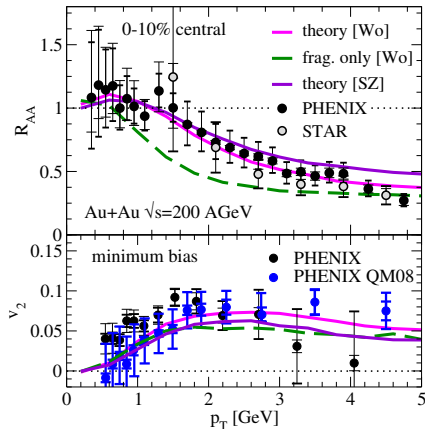 0-10% central
theory [Wo]
frag. only [Wo]
theory [SZ]
PHENIX
STAR
1.5
1
0.5
R_AA
Au+Au √s=200 AGeV
minimum bias
PHENIX
PHENIX QM08
0.15
0.1
0.05
0
v_2
0 1 2 3 4 5
p_T [GeV]